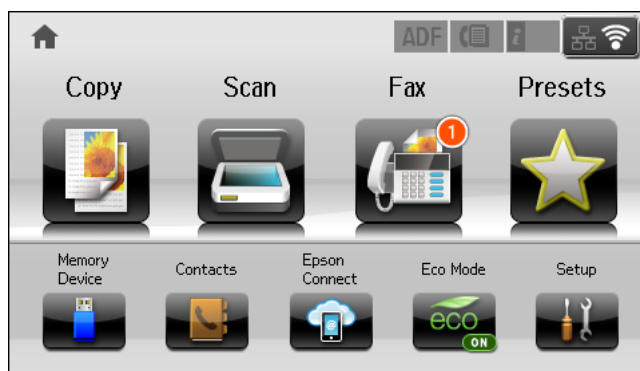 ADF i
Copy Scan Fax Presets
1
Memory Device Contacts Epson Connect Eco Mode Setup
@ eco
ON